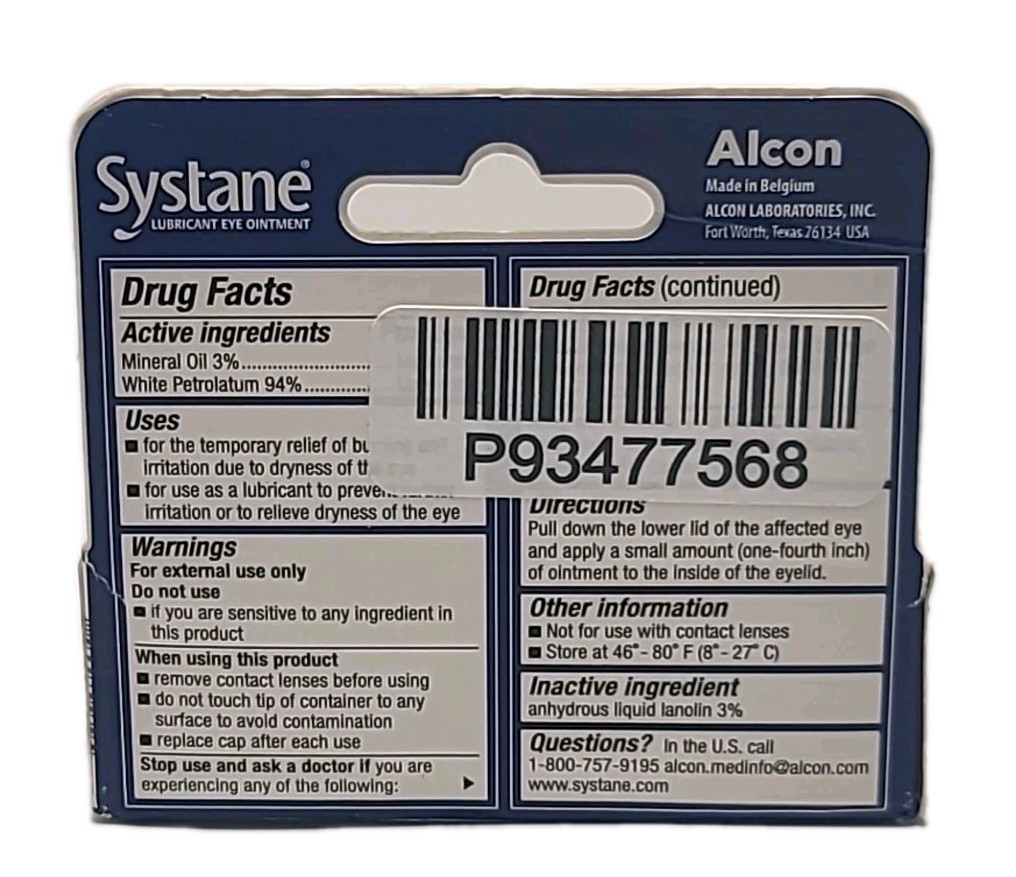 Systane®
LUBRICANT EYE OINTMENT
Alcon
Made in Belgium
ALCON LABORATORIES, INC.
Fort Worth, Texas 76134 USA
Drug Facts
Active ingredients
Mineral Oil 3%
White Petrolatum 94%
Uses
■ for the temporary relief of
irritation due to dryness of
■ for use as a lubricant to prevent
irritation or to relieve dryness of the eye
Warnings
For external use only
Do not use
■ if you are sensitive to any ingredient in
this product
When using this product
■ remove contact lenses before using
■ do not touch tip of container to any
surface to avoid contamination
■ replace cap after each use
Stop use and ask a doctor if you are
experiencing any of the following:
Drug Facts (continued)
P93477568
Directions
Pull down the lower lid of the affected eye
and apply a small amount (one-fourth inch)
of ointment to the inside of the eyelid.
Other information
■ Not for use with contact lenses
■ Store at 46° - 80° F (8° - 27° C)
Inactive ingredient
anhydrous liquid lanolin 3%
Questions? In the U.S. call
1-800-757-9195 alcon.medinfo@alcon.com
www.systane.com